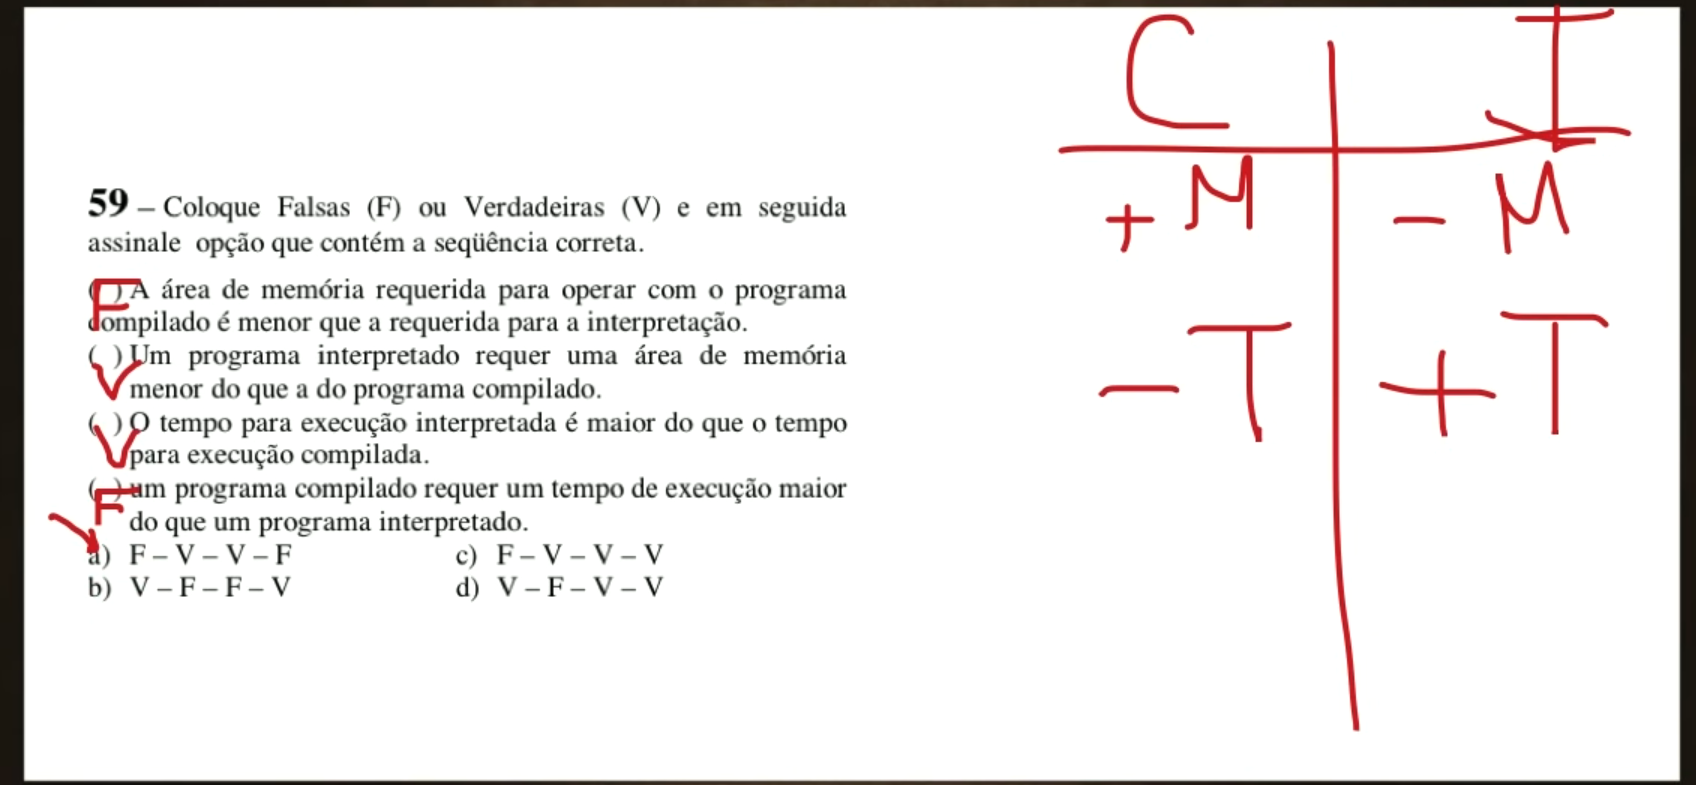 59 – Coloque Falsas (F) ou Verdadeiras (V) e em seguida
assinale opção que contém a seqüência correta.
( ) A área de memória requerida para operar com o programa
compilado é menor que a requerida para a interpretação.
F
( ) Um programa interpretado requer uma área de memória
menor do que a do programa compilado.
V
( ) O tempo para execução interpretada é maior do que o tempo
para execução compilada.
V
( ) um programa compilado requer um tempo de execução maior
do que um programa interpretado.
F
a) F – V – V – F
c) F – V – V – V
b) V – F – F – V
d) V – F – V – V
C I
+ M - M
- T + T